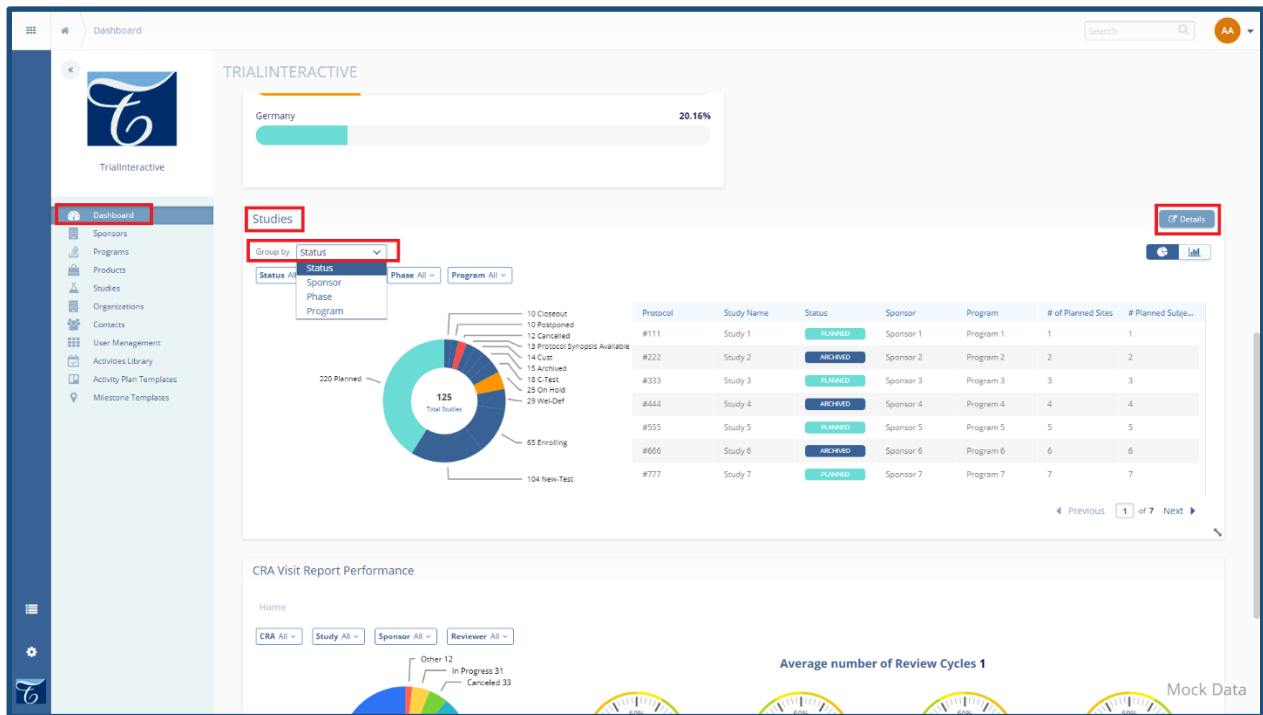 Dashboard
Search
AA
TRIALINTERACTIVE
TrialInteractive
Dashboard
Sponsors
Programs
Products
Studies
Organizations
Contacts
User Management
Activities Library
Activity Plan Templates
Milestone Templates
Germany 20.16%
Studies
Details
Group by Status
Status All Phase All Program All
Status
Sponsor
Phase
Program
10 Closeout
10 Postponed
12 Cancelled
13 Protocol Synopsis Available
14 Cust
15 Archived
18 C-Test
25 On Hold
29 Wel-Def
65 Enrolling
104 New-Test
220 Planned
125
Total Studies
Protocol Study Name Status Sponsor Program # of Planned Sites # Planned Subje...
#111 Study 1 PLANNED Sponsor 1 Program 1 1 1
#222 Study 2 ARCHIVED Sponsor 2 Program 2 2 2
#333 Study 3 PLANNED Sponsor 3 Program 3 3 3
#444 Study 4 ARCHIVED Sponsor 4 Program 4 4 4
#555 Study 5 PLANNED Sponsor 5 Program 5 5 5
#666 Study 6 ARCHIVED Sponsor 6 Program 6 6 6
#777 Study 7 PLANNED Sponsor 7 Program 7 7 7
Previous 1 of 7 Next
CRA Visit Report Performance
Home
CRA All Study All Sponsor All Reviewer All
Other 12
In Progress 31
Canceled 33
Average number of Review Cycles 1
50% 50% 50% 50%
Mock Data